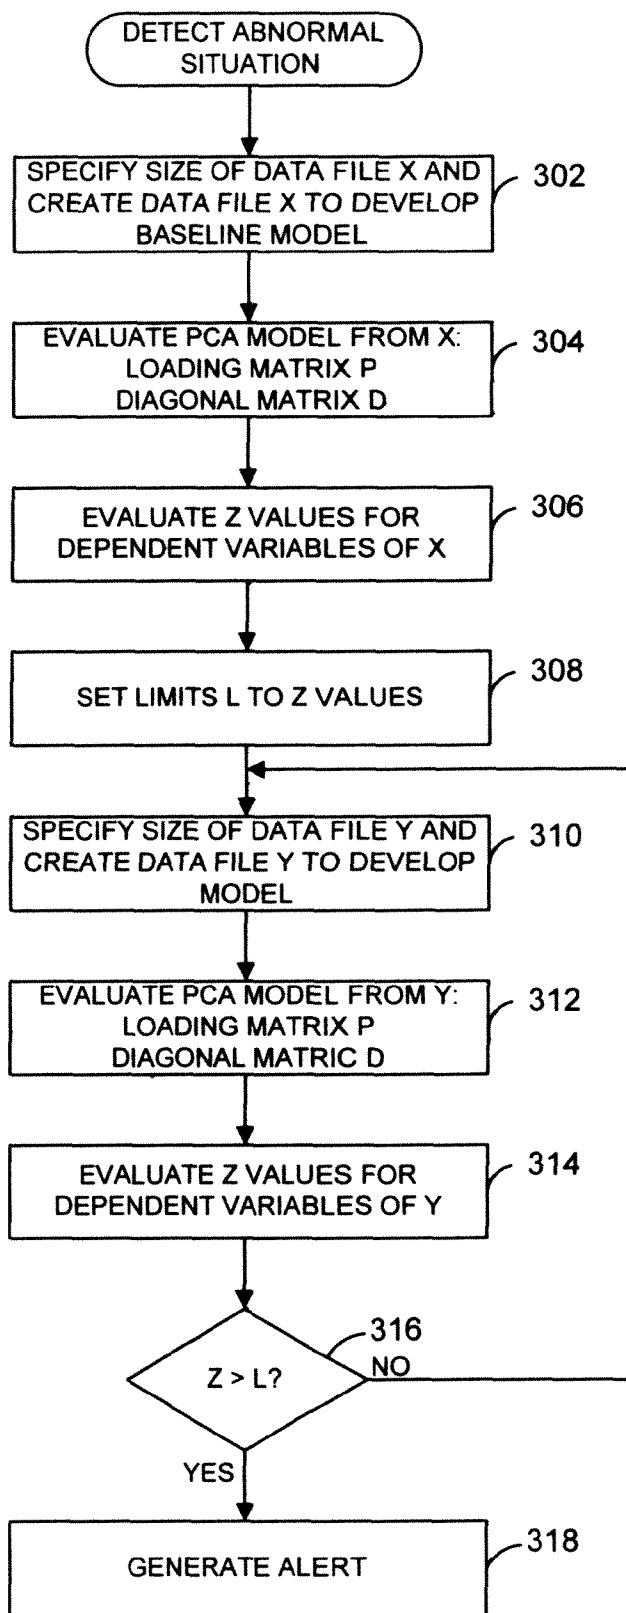 DETECT ABNORMAL
SITUATION
SPECIFY SIZE OF DATA FILE X AND
CREATE DATA FILE X TO DEVELOP
BASELINE MODEL
302
EVALUATE PCA MODEL FROM X:
LOADING MATRIX P
DIAGONAL MATRIX D
304
EVALUATE Z VALUES FOR
DEPENDENT VARIABLES OF X
306
SET LIMITS L TO Z VALUES
308
SPECIFY SIZE OF DATA FILE Y AND
CREATE DATA FILE Y TO DEVELOP
MODEL
310
EVALUATE PCA MODEL FROM Y:
LOADING MATRIX P
DIAGONAL MATRIC D
312
EVALUATE Z VALUES FOR
DEPENDENT VARIABLES OF Y
314
316
Z > L?
NO
YES
GENERATE ALERT
318